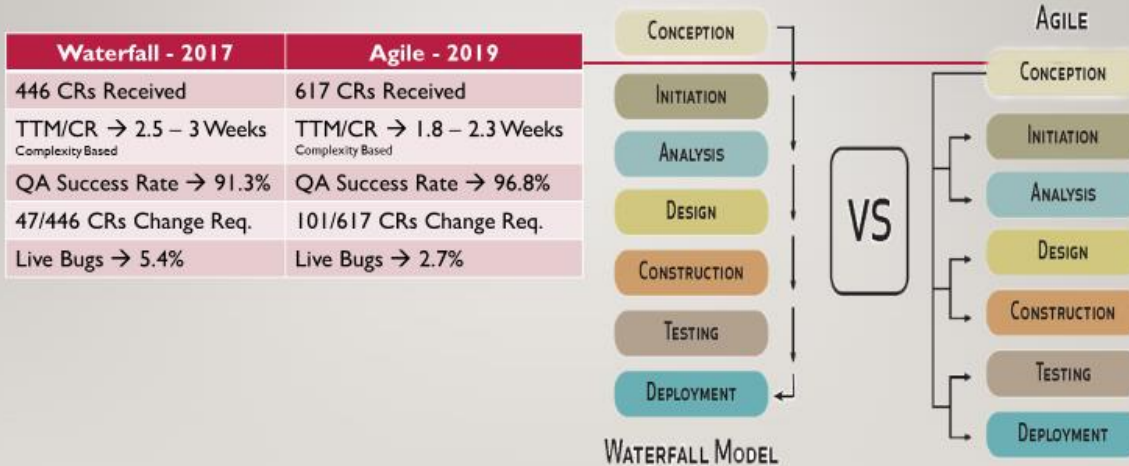 Waterfall - 2017
Agile - 2019
446 CRs Received
617 CRs Received
TTM/CR → 2.5 – 3 Weeks
Complexity Based
TTM/CR → 1.8 – 2.3 Weeks
Complexity Based
QA Success Rate → 91.3%
QA Success Rate → 96.8%
47/446 CRs Change Req.
101/617 CRs Change Req.
Live Bugs → 5.4%
Live Bugs → 2.7%
CONCEPTION
INITIATION
ANALYSIS
DESIGN
CONSTRUCTION
TESTING
DEPLOYMENT
WATERFALL MODEL
VS
AGILE
CONCEPTION
INITIATION
ANALYSIS
DESIGN
CONSTRUCTION
TESTING
DEPLOYMENT